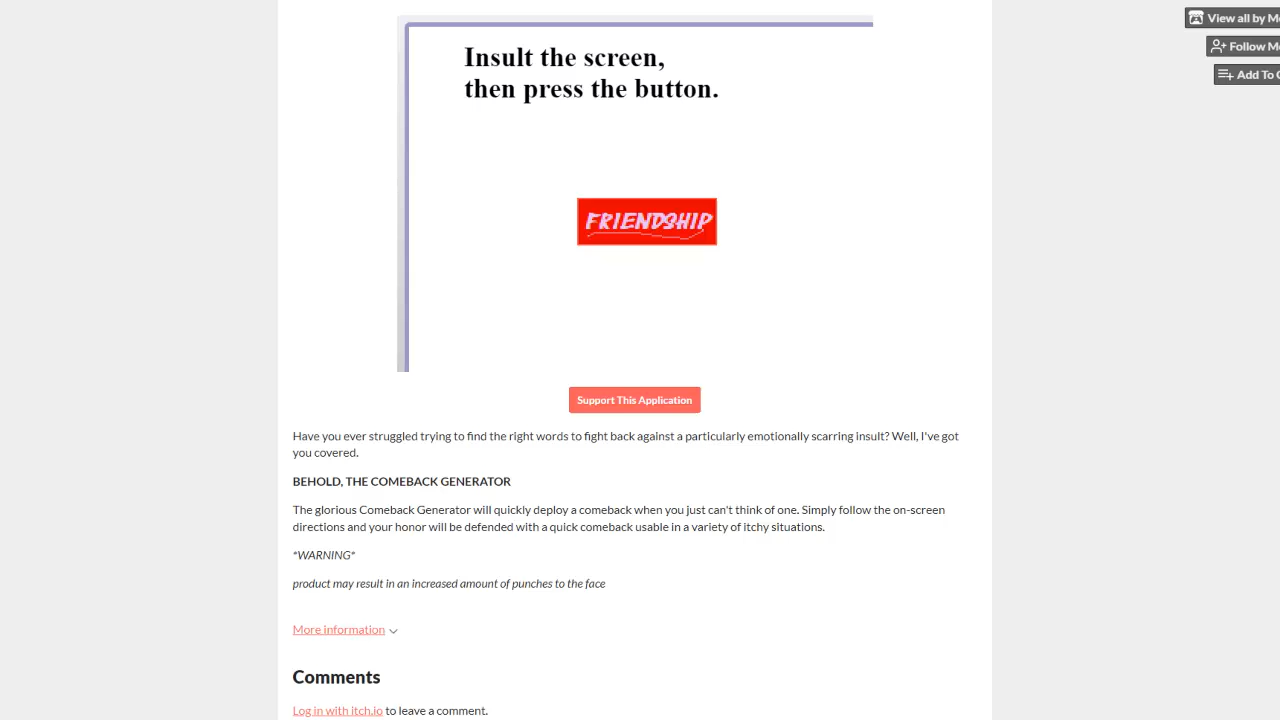 View all by M
Follow M
Add To
Insult the screen,
then press the button.
FRIENDSHIP
Support This Application
Have you ever struggled trying to find the right words to fight back against a particularly emotionally scarring insult? Well, I've got
you covered.
BEHOLD, THE COMEBACK GENERATOR
The glorious Comeback Generator will quickly deploy a comeback when you just can't think of one. Simply follow the on-screen
directions and your honor will be defended with a quick comeback usable in a variety of itchy situations.
*WARNING*
product may result in an increased amount of punches to the face
More information
Comments
Log in with itch.io to leave a comment.